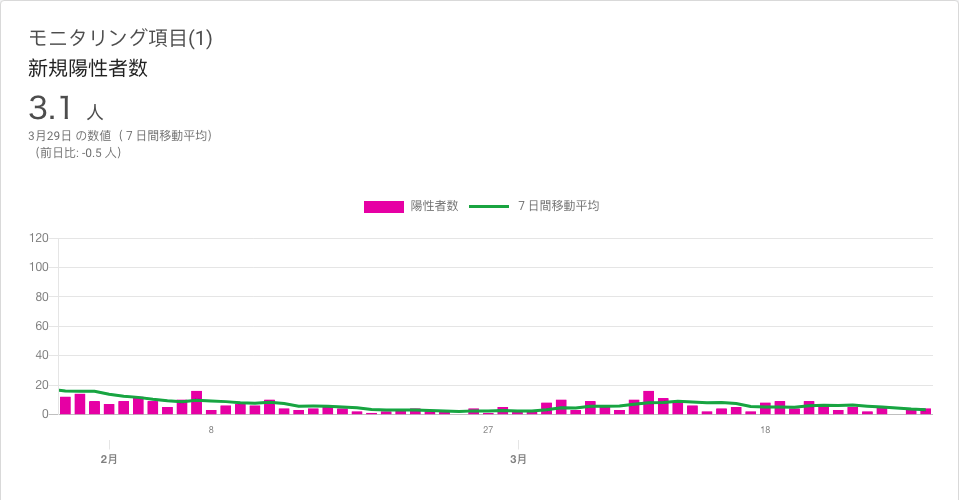 モニタリング項目(1)
新規陽性者数
3.1 人
3月29日 の数値（ 7 日間移動平均）
（前日比: -0.5 人）
陽性者数 7 日間移動平均
120
100
80
60
40
20
0
8 27 18
2月 3月